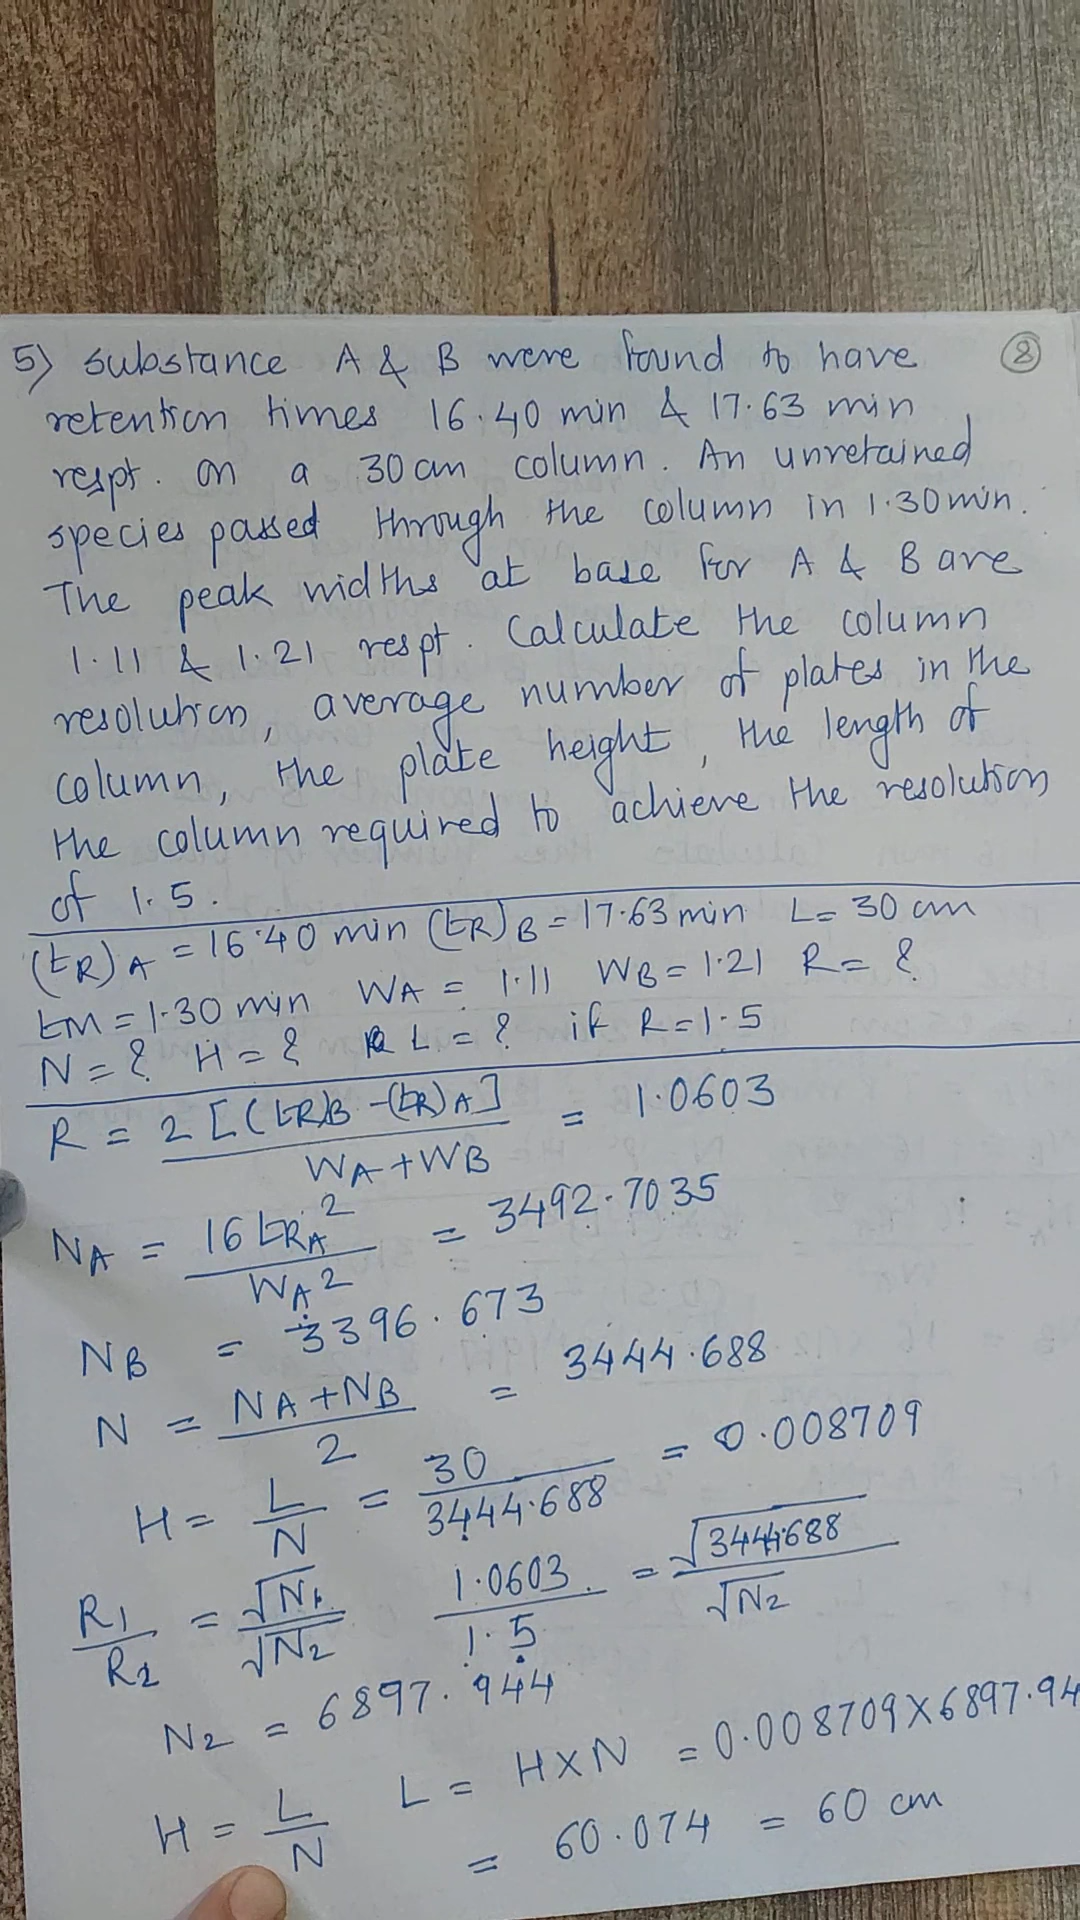 5) Substance A & B were found to have
8
retention times 16.40 min & 17.63 min
respt. on a 30 cm column. An unretained
species passed through the column in 1.30 min.
The peak widths at base for A & B are
1.11 & 1.21 respt. Calculate the column
resolution, average number of plates in the
column, the plate height, the length of
the column required to achieve the resolution
of 1.5.
(tR)A = 16.40 min (tR)B = 17.63 min L = 30 cm
tM = 1.30 min WA = 1.11 WB = 1.21 R = ?
N = ? H = ? L = ? if R = 1.5
R = 2 [(tR)B - (tR)A] / WA + WB = 1.0603
NA = 16 tRA² / WA² = 3492.7035
NB = 3396.673
N = NA + NB / 2 = 3444.688
H = L / N = 30 / 3444.688 = 0.008709
R1 / R2 = √N1 / √N2 1.0603 / 1.5 = √3444.688 / √N2
N2 = 6897.944
H = L / N L = H X N = 0.008709 X 6897.94
= 60.074 = 60 cm